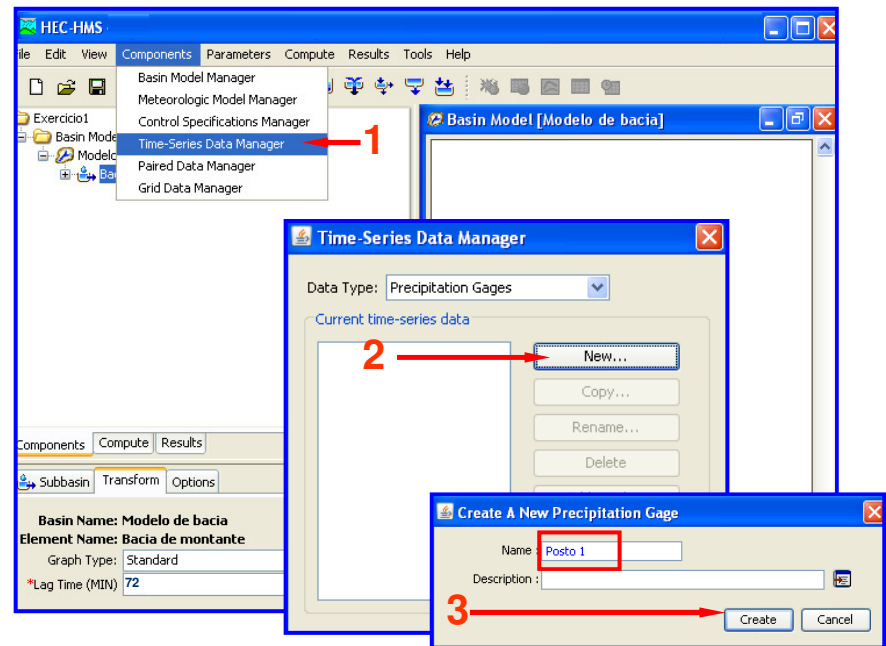 HEC-HMS
ile Edit View Components Parameters Compute Results Tools Help
Basin Model Manager
Meteorologic Model Manager
Control Specifications Manager
Time-Series Data Manager
Paired Data Manager
Grid Data Manager
1
Exercicio1
Basin Mode
Modelo
Ba
Basin Model [Modelo de bacia]
Time-Series Data Manager
Data Type: Precipitation Gages
Current time-series data
2
New...
Copy...
Rename...
Delete
Components Compute Results
Subbasin Transform Options
Basin Name: Modelo de bacia
Element Name: Bacia de montante
Graph Type: Standard
*Lag Time (MIN) 72
Create A New Precipitation Gage
Name : Posto 1
Description :
3
Create Cancel